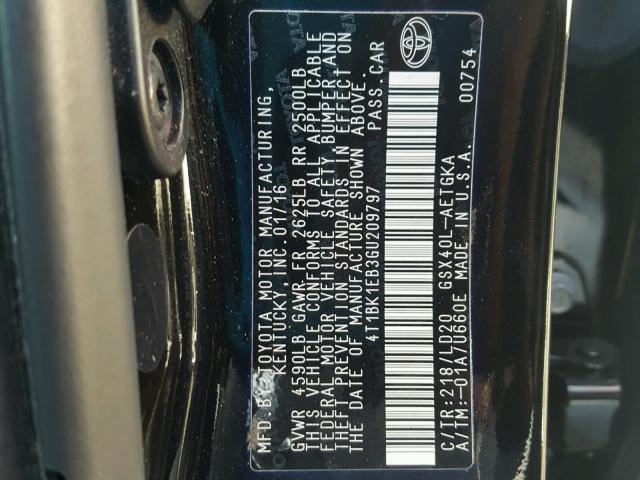 MFD. BY: TOYOTA MOTOR MANUFACTURING,
KENTUCKY, INC. 01/16
GVWR 4590LB GAWR FR 2625LB RR 2500LB
THIS VEHICLE CONFORMS TO ALL APPLICABLE
FEDERAL MOTOR VEHICLE SAFETY, BUMPER, AND
THEFT PREVENTION STANDARDS IN EFFECT ON
THE DATE OF MANUFACTURE SHOWN ABOVE.
4T1BK1EB3GU209797 PASS. CAR
C/TR:218/LD20 GSX40L-AETGKA
A/TM:-01A/U660E MADE IN U.S.A. 00754